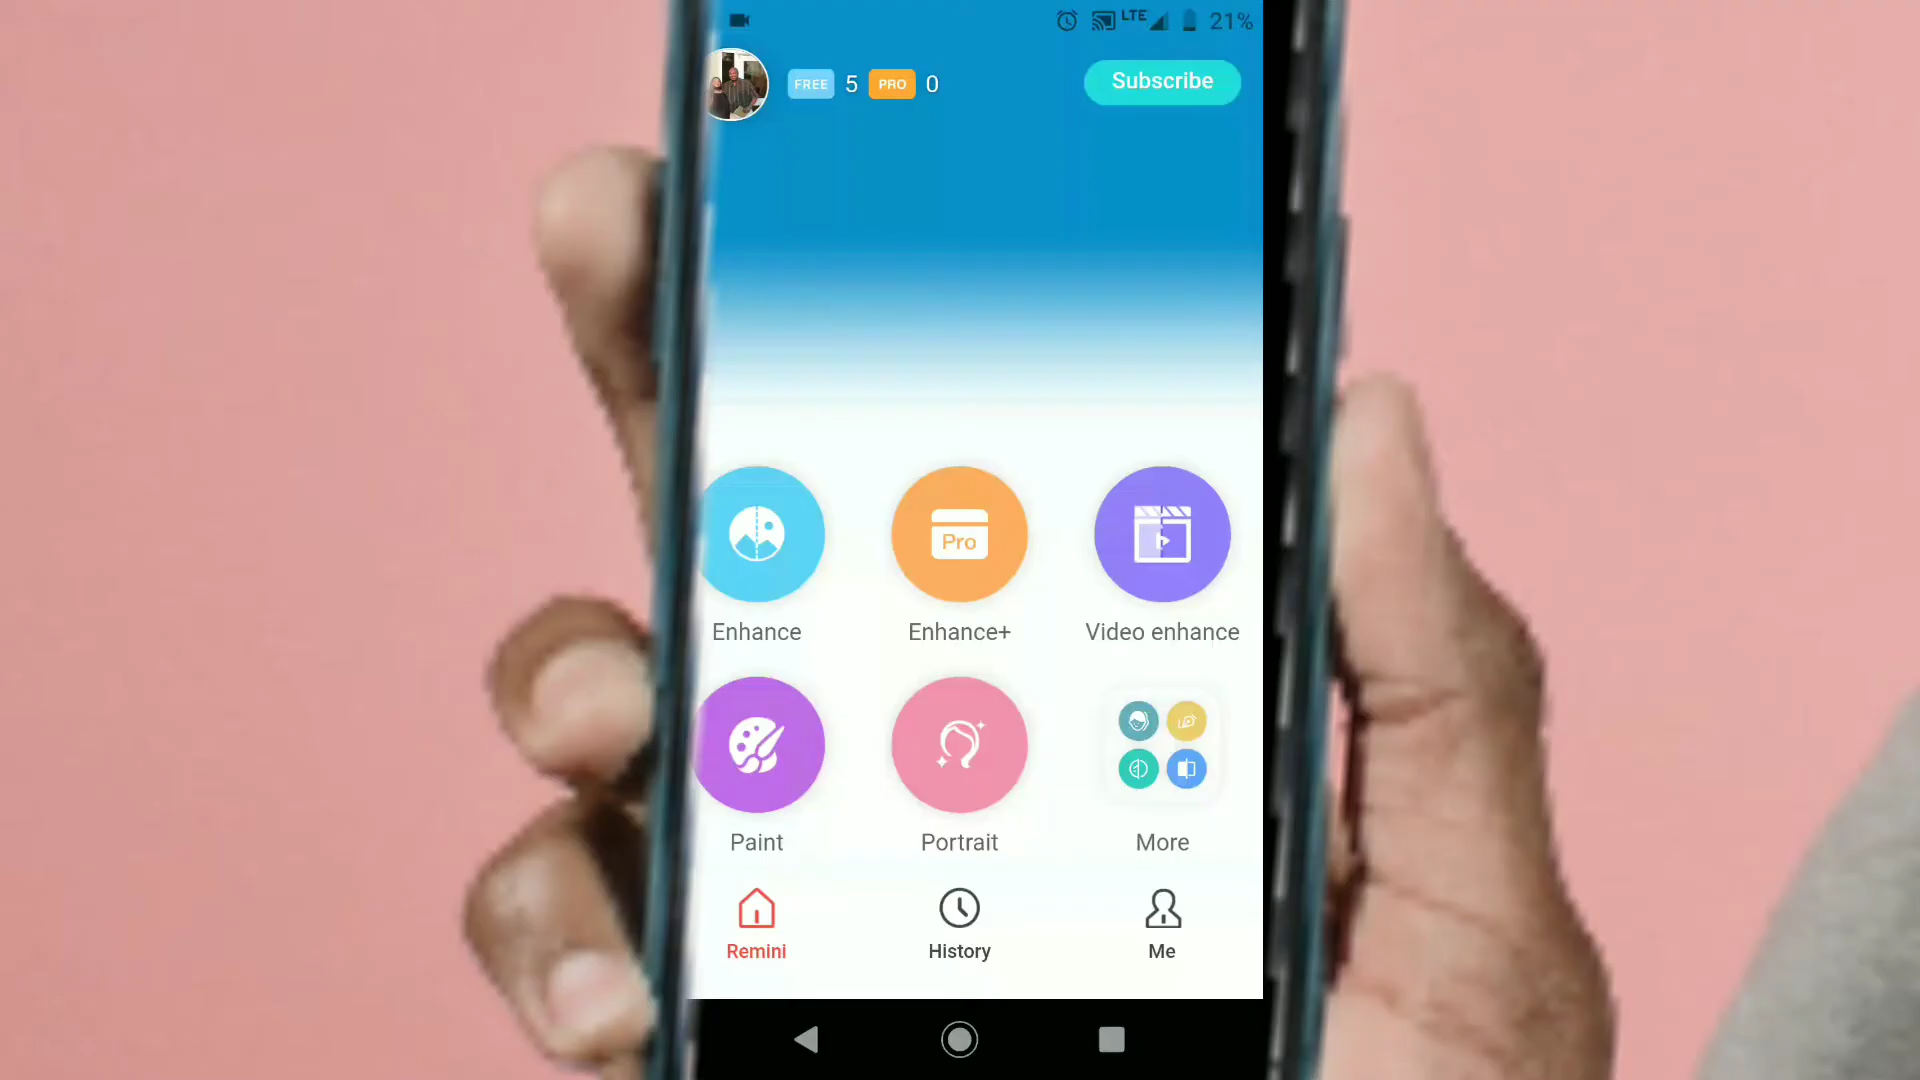 LTE 21%
FREE 5 PRO 0 Subscribe
Pro
Enhance Enhance+ Video enhance
Paint Portrait More
Remini History Me